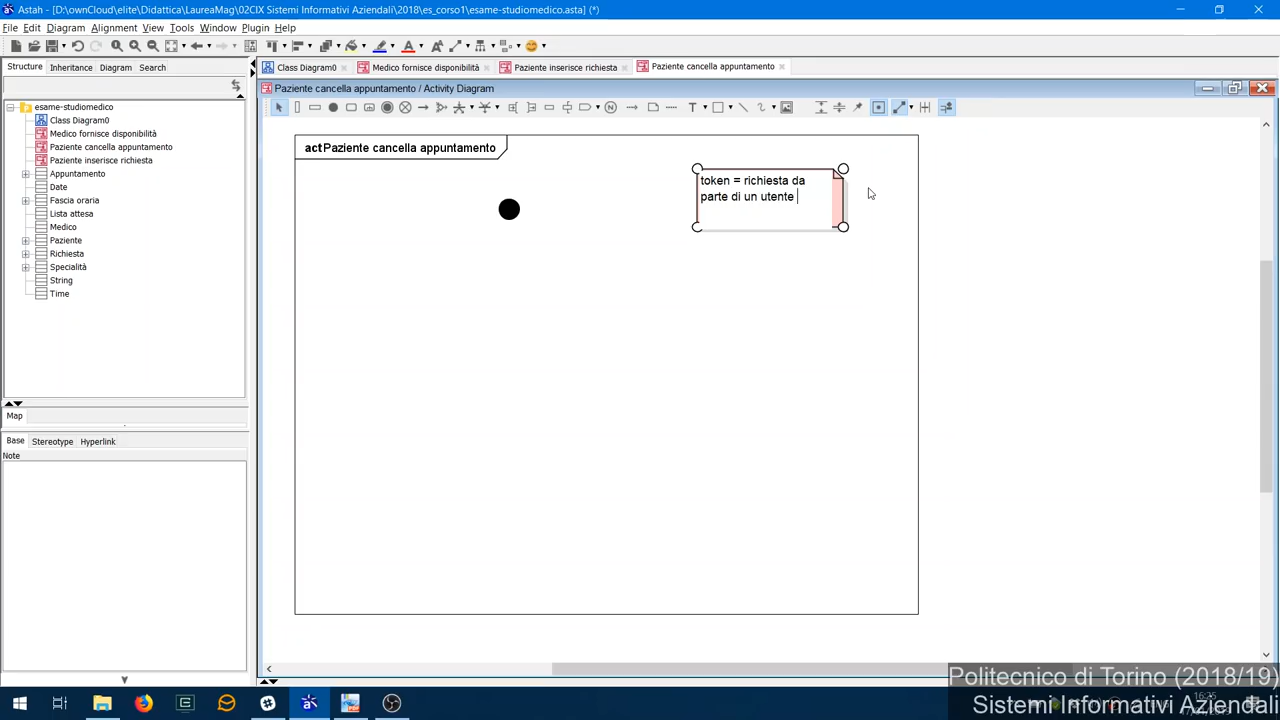 Astah - [D:\ownCloud\elite\Didattica\LaureaMag\02CIX Sistemi Informativi Aziendali\2018\es_corso1\esame-studiomedico.asta] (*)
File Edit Diagram Alignment View Tools Window Plugin Help
Structure Inheritance Diagram Search
Class Diagram0 Medico fornisce disponibilità Paziente inserisce richiesta Paziente cancella appuntamento
Paziente cancella appuntamento / Activity Diagram
esame-studiomedico
Class Diagram0
Medico fornisce disponibilità
Paziente cancella appuntamento
Paziente inserisce richiesta
Appuntamento
Date
Fascia oraria
Lista attesa
Medico
Paziente
Richiesta
Specialità
String
Time
act Paziente cancella appuntamento
token = richiesta da
parte di un utente
Map
Base Stereotype Hyperlink
Note
Politecnico di Torino (2018/19)
Sistemi Informativi Aziendali
16:25